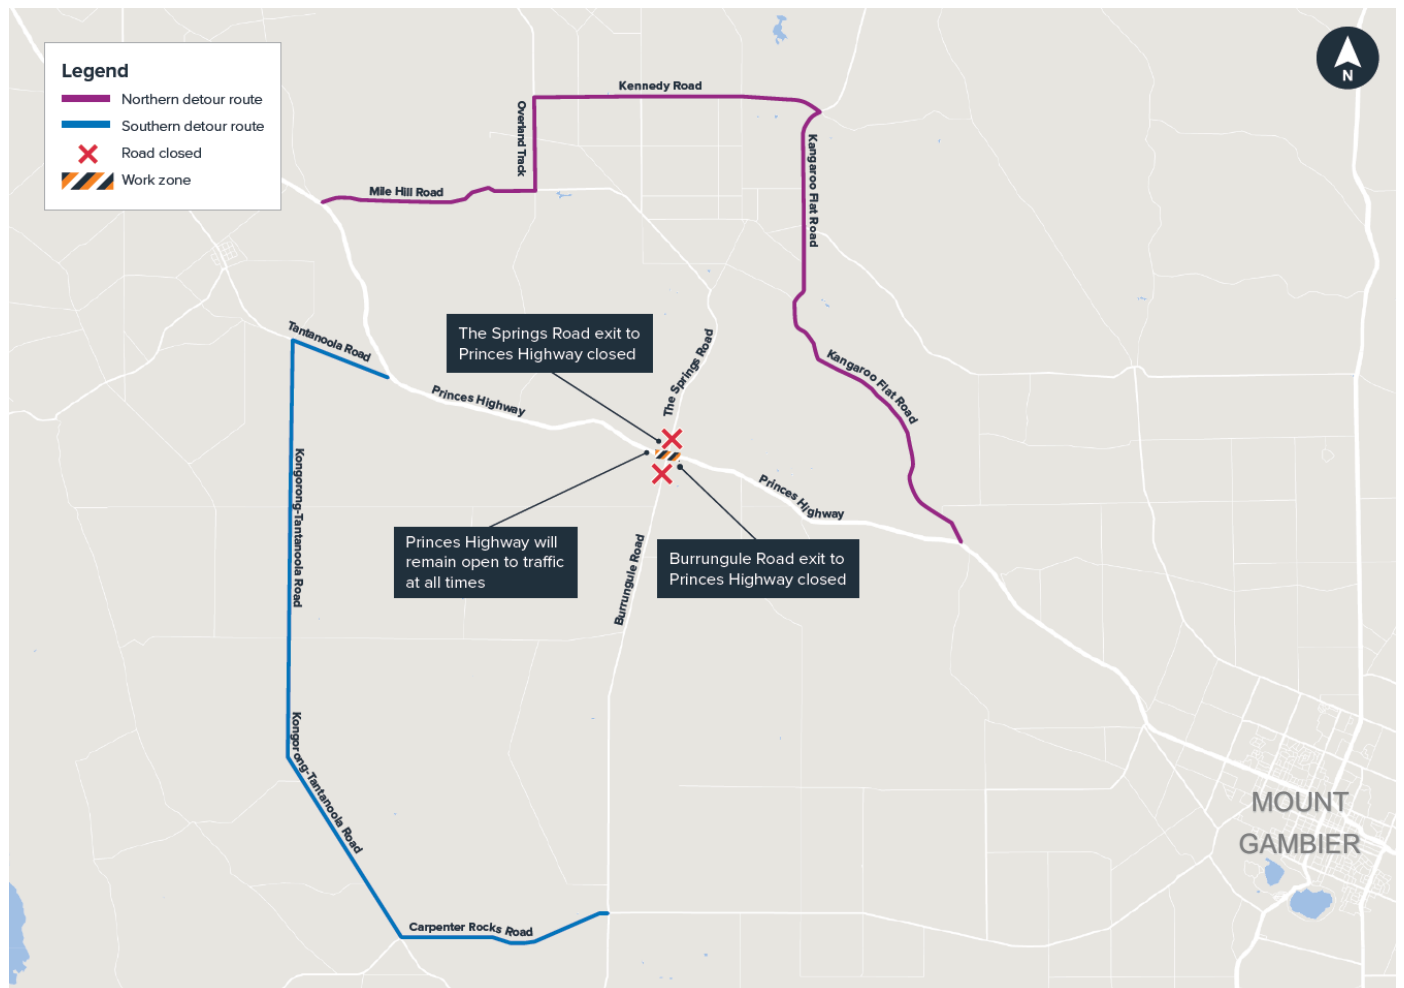 Legend
Northern detour route
Southern detour route
Road closed
Work zone
N
Kennedy Road
Overland Track
Mile Hill Road
Kangaroo Flat Road
Kangaroo Flat Road
Tantanoola Road
The Springs Road exit to
Princes Highway closed
The Springs Road
Princes Highway
Princes Highway
Kongorong-Tantanoola Road
Princes Highway will
remain open to traffic
at all times
Burrungule Road
Burrungule Road exit to
Princes Highway closed
Kongorong-Tantanoola Road
MOUNT
GAMBIER
Carpenter Rocks Road